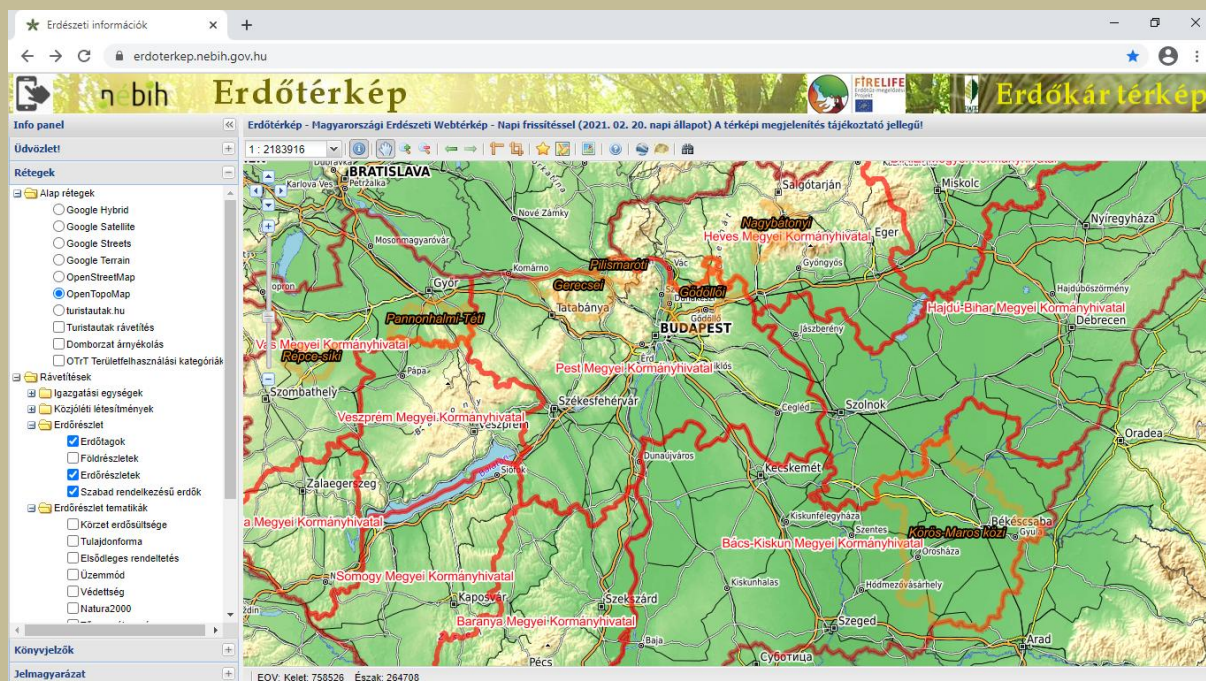 Erdészeti információk
erdoterkep.nebih.gov.hu
nébih Erdőtérkép
FIRELIFE
Erdőkár térkép
Info panel
Erdőtérkép - Magyarországi Erdészeti Webtérkép - Napi frissítéssel (2021. 02. 20. napi állapot) A térképi megjelenítés tájékoztató jellegű!
Üdvözlet!
1 : 2183916
Rétegek
Alap rétegek
Google Hybrid
Google Satellite
Google Streets
Google Terrain
OpenStreetMap
OpenTopoMap
turistautak.hu
Turistautak rávetítés
Domborzat árnyékolás
OTrT Területfelhasználási kategóriák
Rávetítések
Igazgatási egységek
Közjóléti létesítmények
Erdőrészlet
Erdőtagok
Földrészletek
Erdőrészletek
Szabad rendelkezésű erdők
Erdőrészlet tematikák
Körzet erdősültsége
Tulajdonforma
Elsődleges rendeltetés
Üzemmód
Védettség
Natura2000
Könyvjelzők
Jelmagyarázat
BRATISLAVA
Karlova Ves
Petržalka
Salgótarján
Miskolc
Nové Zámky
Nagybátonyi
Nyíregyháza
Heves Megyei Kormányhivatal
Eger
Mosonmagyaróvár
Pilismaróti
Vác
Gyöngyös
Komárno
Győr
Gerecsei
Gödöllői
Dunakeszi
Hajdúböszörmény
Tatabánya
Gödöllő
Hajdú-Bihar Megyei Kormányhivatal
Pannonhalmi-Téti
BUDAPEST
Jászberény
Debrecen
Vas Megyei Kormányhivatal
Répce-síki
Érd
Pápa
Pest Megyei Kormányhivatal
Szombathely
Székesfehérvár
Cegléd
Szolnok
Veszprém Megyei Kormányhivatal
Veszprém
Oradea
Siófok
Dunaújváros
Kecskemét
Zalaegerszeg
a Megyei Kormányhivatal
Kiskunfélegyháza
Szentes
Békéscsaba
Körös-Maros közi
Gyula
Bács-Kiskun Megyei Kormányhivatal
Orosháza
Somogy Megyei Kormányhivatal
Kiskunhalas
Hódmezővásárhely
Kaposvár
Szekszárd
Baranya Megyei Kormányhivatal
Szeged
Baja
Arad
Pécs
Суботица
EOV: Kelet: 758526 Észak: 264708